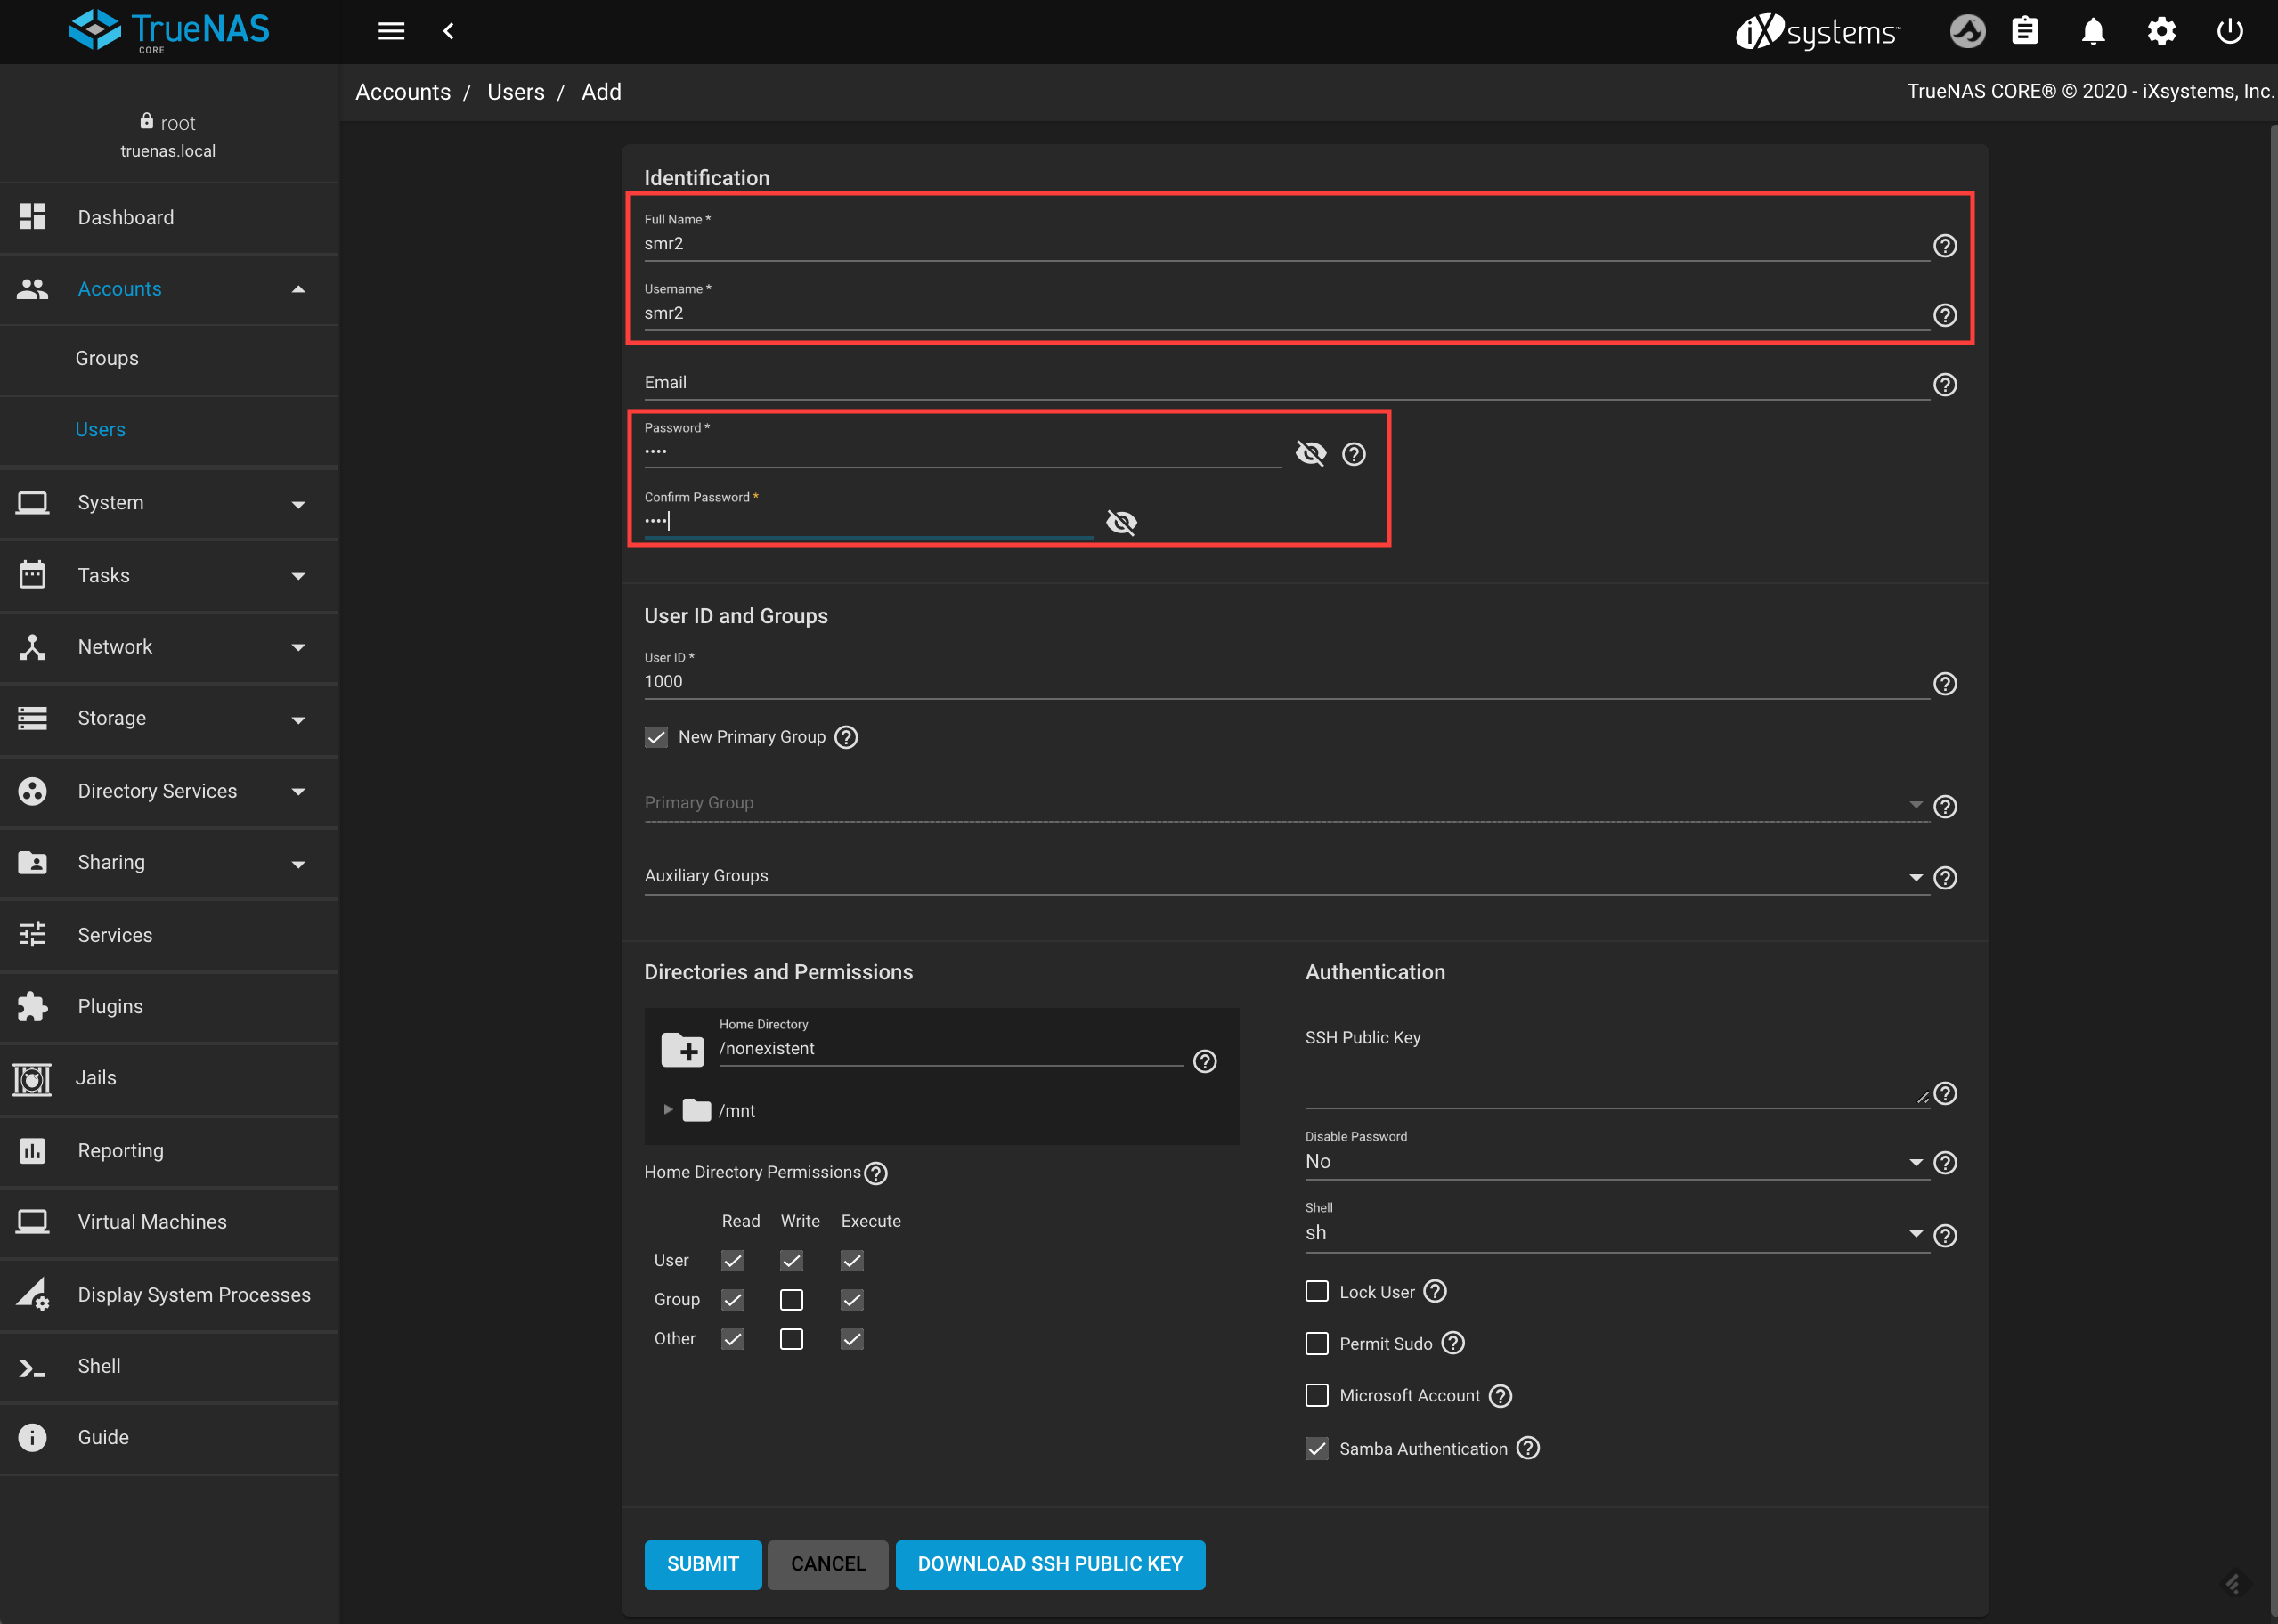 TrueNAS
CORE
iXsystems
Accounts / Users / Add
TrueNAS CORE® © 2020 - iXsystems, Inc.
root
truenas.local
Dashboard
Accounts
Groups
Users
System
Tasks
Network
Storage
Directory Services
Sharing
Services
Plugins
Jails
Reporting
Virtual Machines
Display System Processes
Shell
Guide
Identification
Full Name *
smr2
Username *
smr2
Email
Password *
••••
Confirm Password *
••••
User ID and Groups
User ID *
1000
New Primary Group
Primary Group
Auxiliary Groups
Directories and Permissions
Home Directory
/nonexistent
/mnt
Home Directory Permissions
Read Write Execute
User
Group
Other
Authentication
SSH Public Key
Disable Password
No
Shell
sh
Lock User
Permit Sudo
Microsoft Account
Samba Authentication
SUBMIT
CANCEL
DOWNLOAD SSH PUBLIC KEY